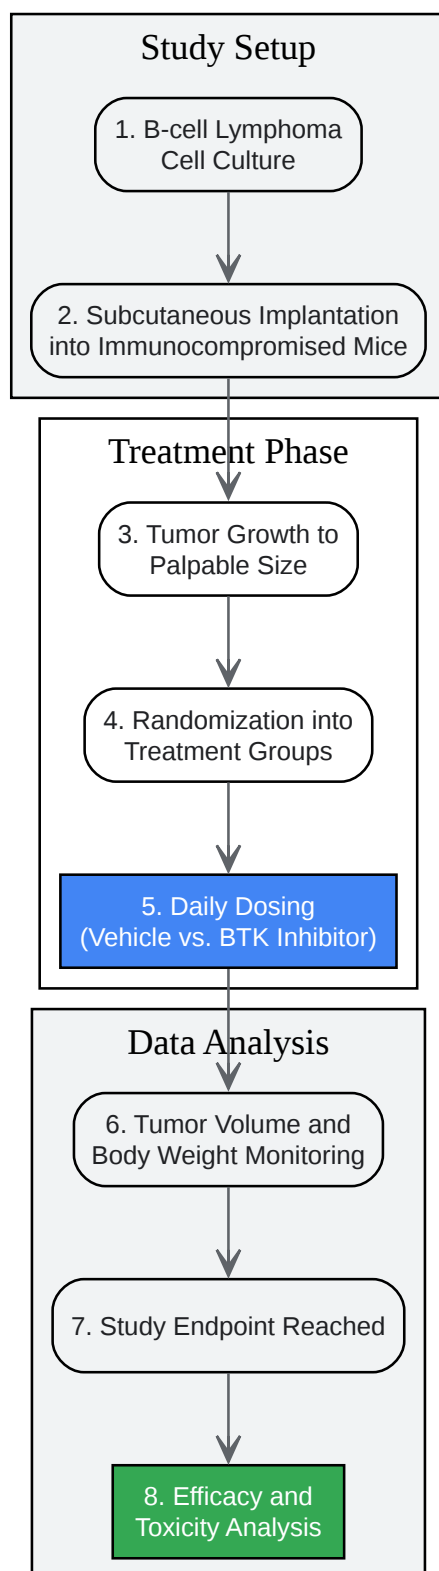 Study Setup
1. B-cell Lymphoma
Cell Culture
2. Subcutaneous Implantation
into Immunocompromised Mice
Treatment Phase
3. Tumor Growth to
Palpable Size
4. Randomization into
Treatment Groups
5. Daily Dosing
(Vehicle vs. BTK Inhibitor)
Data Analysis
6. Tumor Volume and
Body Weight Monitoring
7. Study Endpoint Reached
8. Efficacy and
Toxicity Analysis